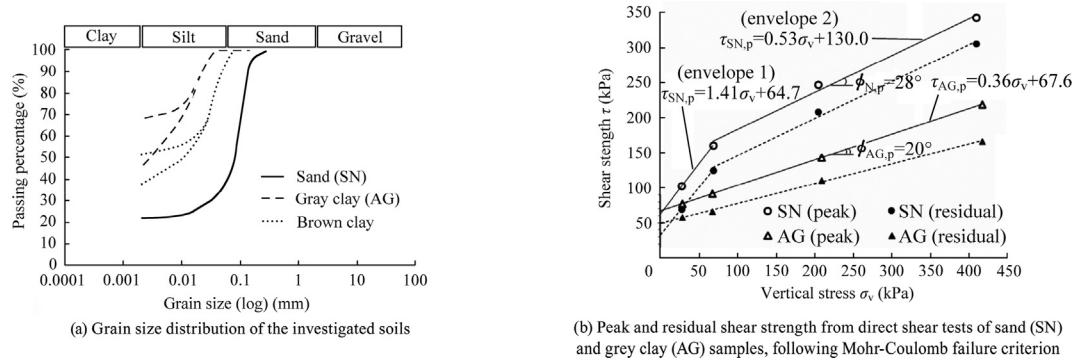 Clay Silt Sand Gravel
100
90
80
70
60
50
40
30
20
10
0
Passing percentage (%)
Sand (SN)
Gray clay (AG)
Brown clay
0.0001 0.001 0.01 0.1 1 10 100
Grain size (log) (mm)
(a) Grain size distribution of the investigated soils
350
300
250
200
150
100
50
Shear stength τ (kPa)
(envelope 2)
τSN,p=0.53σv+130.0
(envelope 1)
τSN,p=1.41σv+64.7
ϕN,p=28°
τAG,p=0.36σv+67.6
ϕAG,p=20°
SN (peak) SN (residual)
AG (peak) AG (residual)
0 50 100 150 200 250 300 350 400 450
Vertical stress σv (kPa)
(b) Peak and residual shear strength from direct shear tests of sand (SN)
and grey clay (AG) samples, following Mohr-Coulomb failure criterion